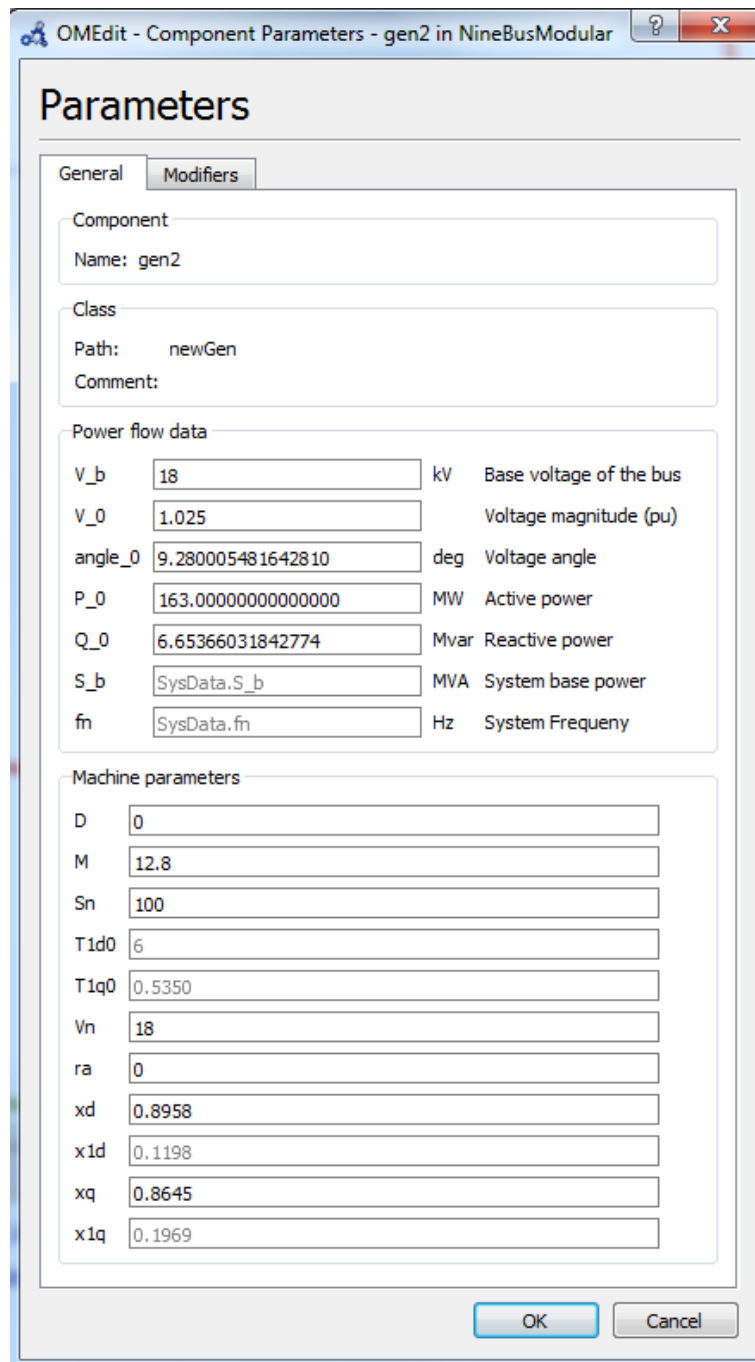 OMEdit - Component Parameters - gen2 in NineBusModular
Parameters
General Modifiers
Component
Name: gen2
Class
Path: newGen
Comment:
Power flow data
V_b 18 kV Base voltage of the bus
V_0 1.025 Voltage magnitude (pu)
angle_0 9.280005481642810 deg Voltage angle
P_0 163.00000000000000 MW Active power
Q_0 6.65366031842774 Mvar Reactive power
S_b SysData.S_b MVA System base power
fn SysData.fn Hz System Frequeny
Machine parameters
D 0
M 12.8
Sn 100
T1d0 6
T1q0 0.5350
Vn 18
ra 0
xd 0.8958
x1d 0.1198
xq 0.8645
x1q 0.1969
OK Cancel